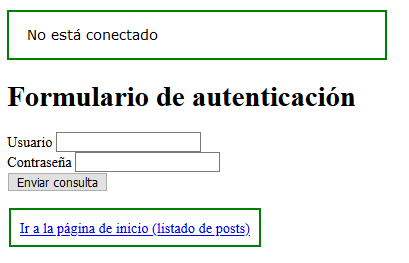 No está conectado
Formulario de autenticación
Usuario
Contraseña
Enviar consulta
Ir a la página de inicio (listado de posts)